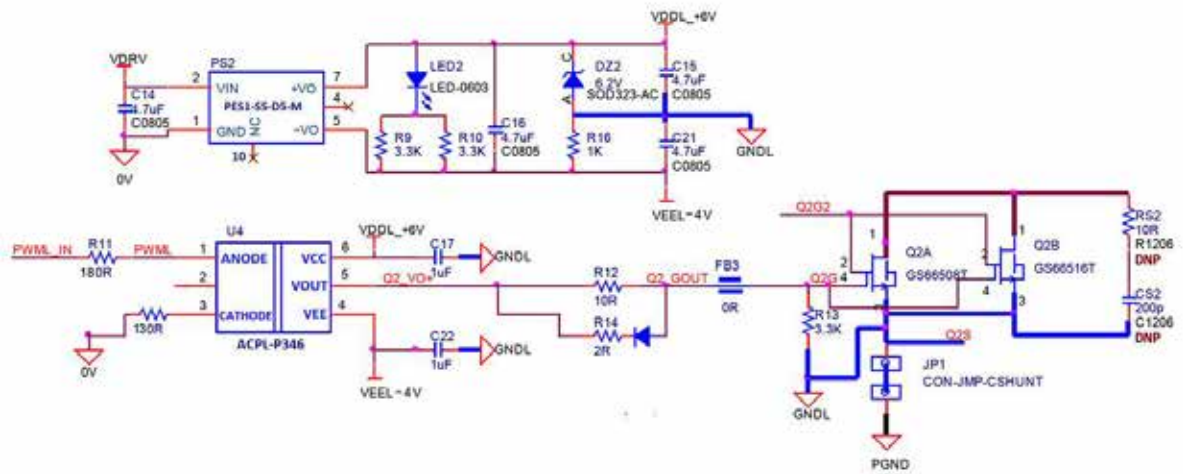 VDDL_+6V
VDRV
PS2
2
VIN
+VO
7
4
PES1-S5-D5-M
1
GND
NC
-VO
5
10
C14
4.7uF
C0805
0V
LED2
LED-0603
R9
3.3K
R10
3.3K
C16
4.7uF
C0805
C
DZ2
6.2V
SOD323-AC
A
R16
1K
C15
4.7uF
C0805
C21
4.7uF
C0805
GNDL
VEEL-4V
PWML_IN
R11
180R
PWML
U4
1
ANODE
2
3
CATHODE
VCC
6
VOUT
5
VEE
4
ACPL-P346
130R
0V
VDDL_+6V
C17
1uF
GNDL
Q2_VO+
C22
1uF
GNDL
VEEL-4V
R12
10R
R14
2R
Q2_GOUT
FB3
0R
Q2G2
Q2G
R13
3.3K
GNDL
1
2
4
Q2A
GS66508T
1
2
4
3
Q2B
GS66516T
Q2S
JP1
CON-JMP-CSHUNT
PGND
RS2
10R
R1206
DNP
CS2
200p
C1206
DNP